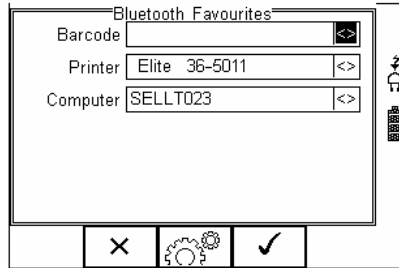 Bluetooth Favourites
Barcode <>
Printer Elite 36-5011 <>
Computer SELLT023 <>